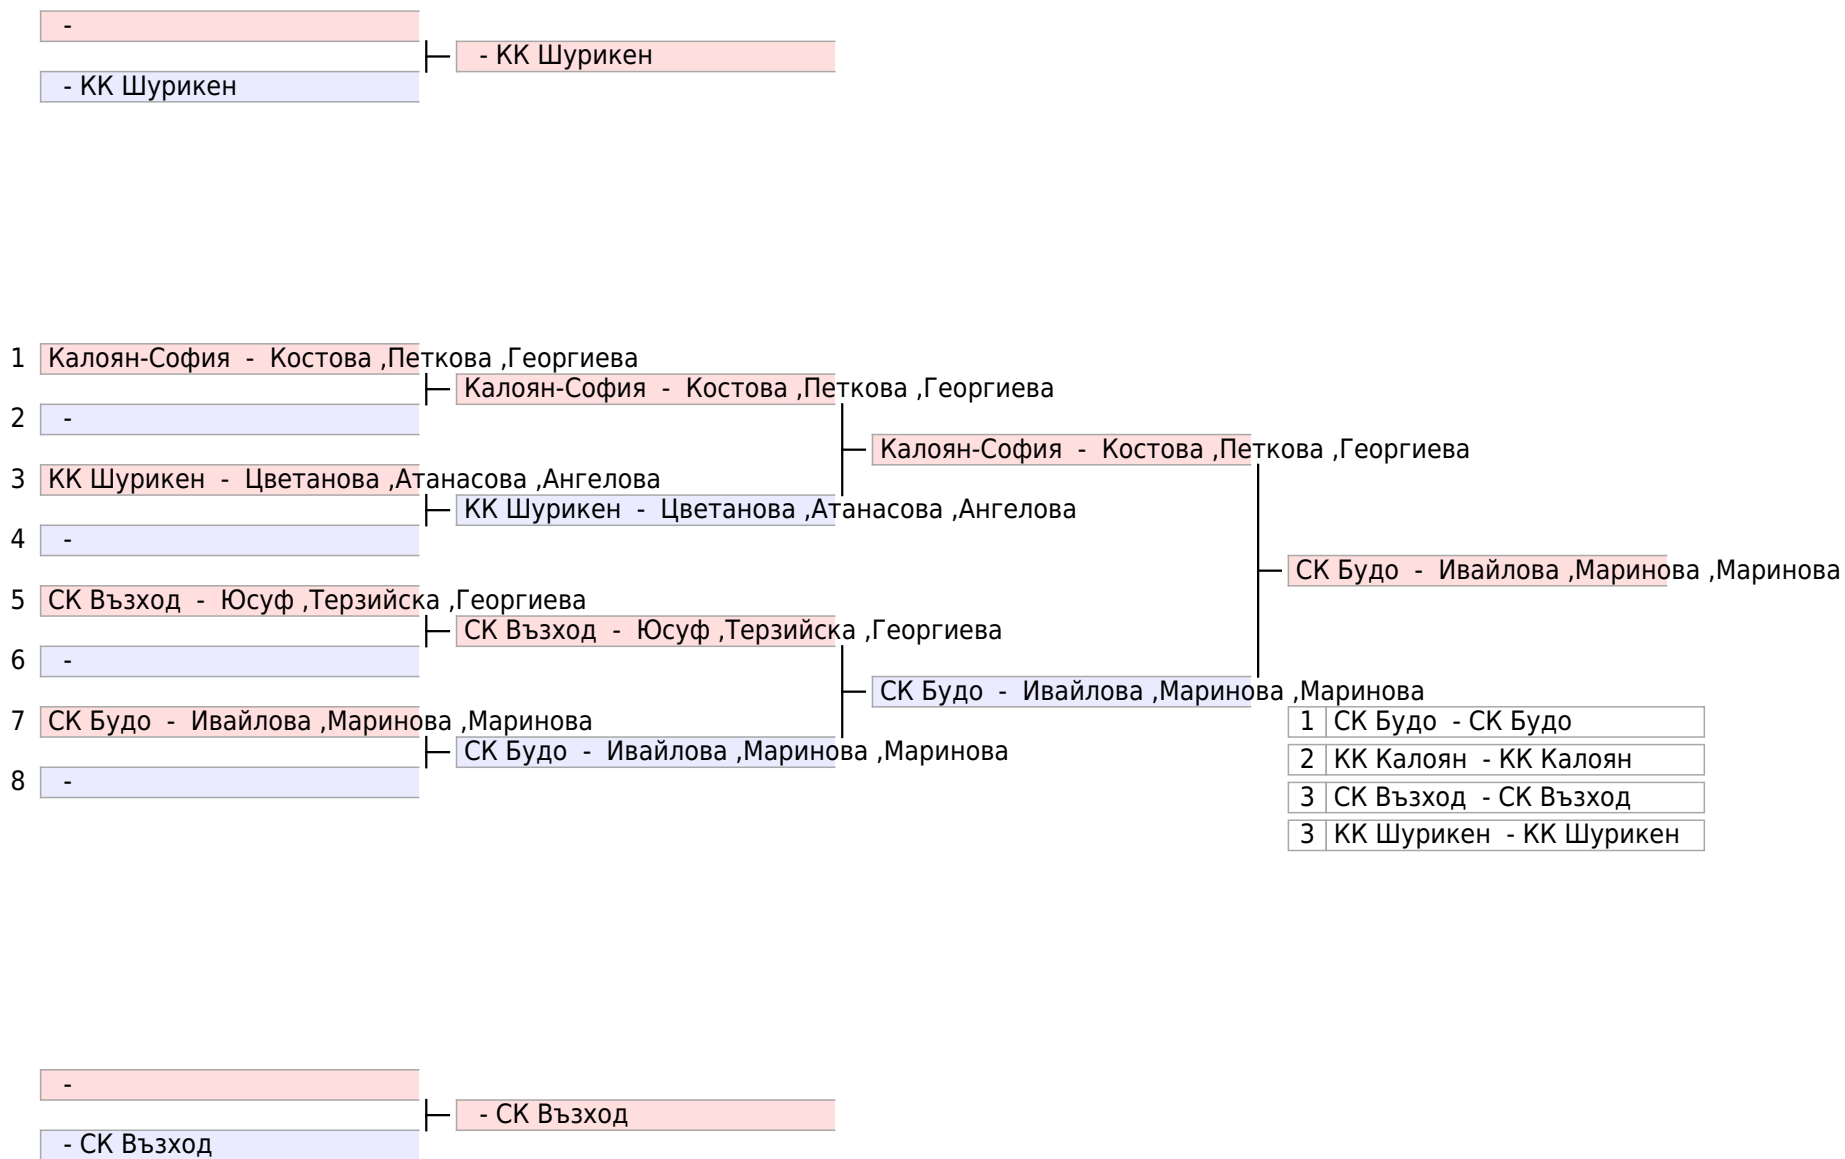 -
- КК Шурикен
- КК Шурикен
1 Калоян-София - Костова ,Петкова ,Георгиева
Калоян-София - Костова ,Петкова ,Георгиева
2 -
Калоян-София - Костова ,Петкова ,Георгиева
3 КК Шурикен - Цветанова ,Атанасова ,Ангелова
КК Шурикен - Цветанова ,Атанасова ,Ангелова
4 -
СК Будо - Ивайлова ,Маринова ,Маринова
5 СК Възход - Юсуф ,Терзийска ,Георгиева
СК Възход - Юсуф ,Терзийска ,Георгиева
6 -
СК Будо - Ивайлова ,Маринова ,Маринова
7 СК Будо - Ивайлова ,Маринова ,Маринова
СК Будо - Ивайлова ,Маринова ,Маринова
8 -
1 СК Будо - СК Будо
2 КК Калоян - КК Калоян
3 СК Възход - СК Възход
3 КК Шурикен - КК Шурикен
-
- СК Възход
- СК Възход